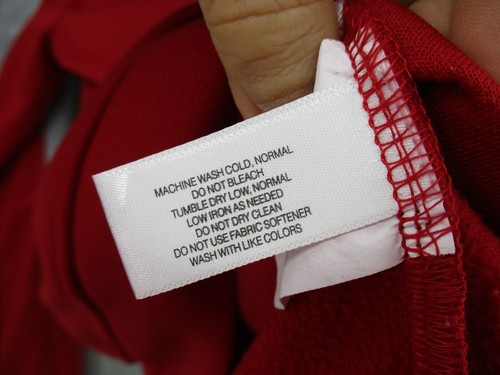 MACHINE WASH COLD, NORMAL
DO NOT BLEACH
TUMBLE DRY LOW, NORMAL
LOW IRON AS NEEDED
DO NOT DRY CLEAN
DO NOT USE FABRIC SOFTENER
WASH WITH LIKE COLORS